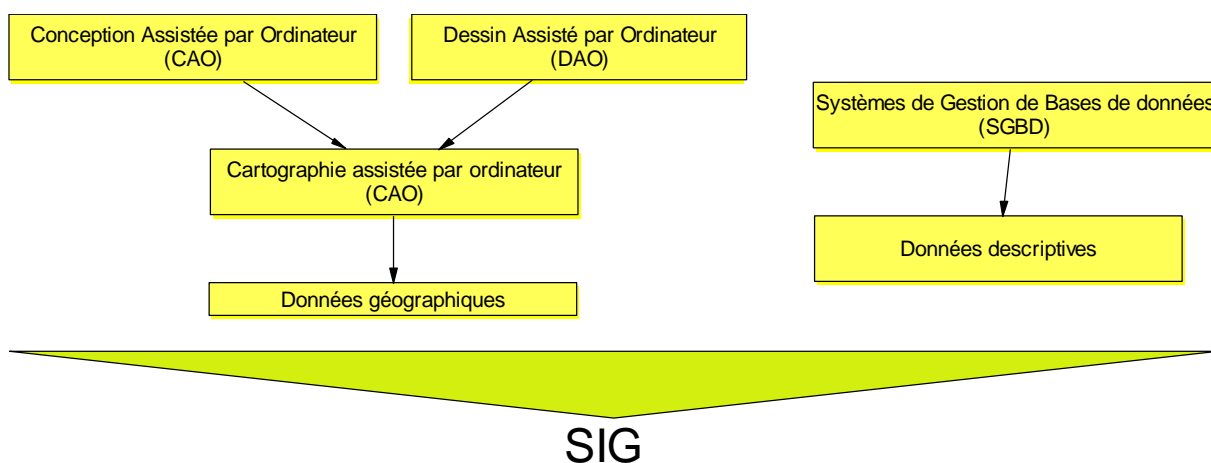 Conception Assistée par Ordinateur
(CAO)
Dessin Assisté par Ordinateur
(DAO)
Systèmes de Gestion de Bases de données
(SGBD)
Cartographie assistée par ordinateur
(CAO)
Données descriptives
Données géographiques
SIG